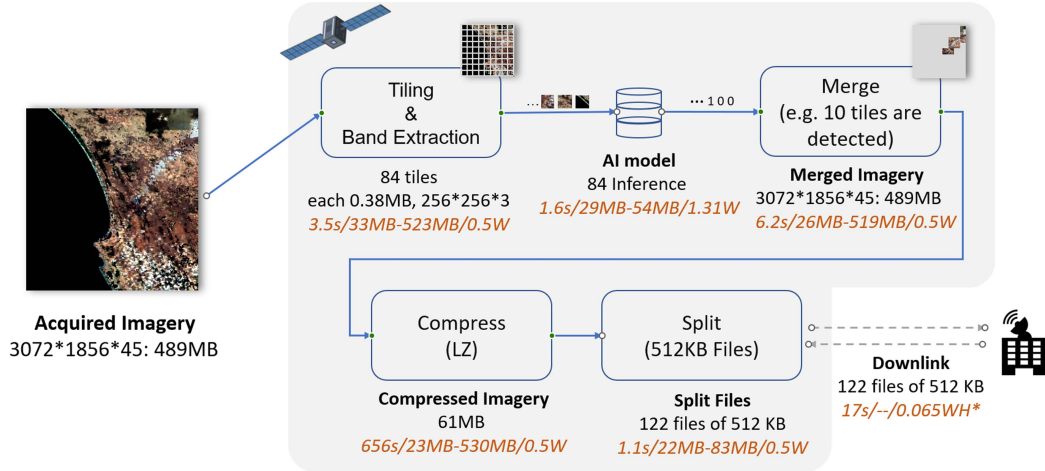 Acquired Imagery
3072*1856*45: 489MB
Tiling
&
Band Extraction
84 tiles
each 0.38MB, 256*256*3
3.5s/33MB-523MB/0.5W
...
AI model
84 Inference
1.6s/29MB-54MB/1.31W
...100
Merge
(e.g. 10 tiles are
detected)
Merged Imagery
3072*1856*45: 489MB
6.2s/26MB-519MB/0.5W
Compress
(LZ)
Compressed Imagery
61MB
656s/23MB-530MB/0.5W
Split
(512KB Files)
Split Files
122 files of 512 KB
1.1s/22MB-83MB/0.5W
Downlink
122 files of 512 KB
17s/--/0.065WH*